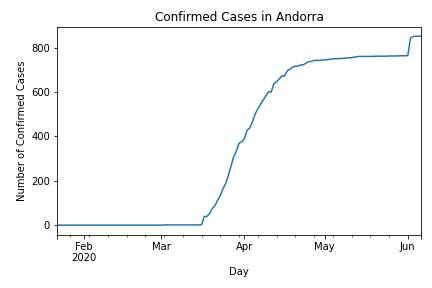 Confirmed Cases in Andorra
Number of Confirmed Cases
800
600
400
200
0
Feb
2020
Mar
Apr
May
Jun
Day